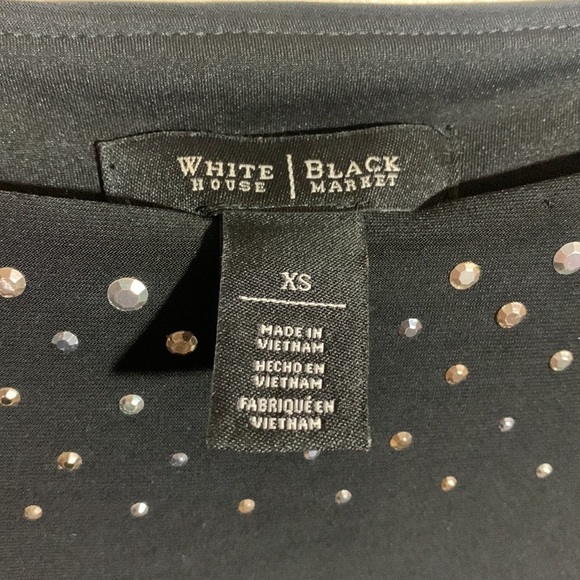 WHITE | BLACK
HOUSE | MARKET
XS
MADE IN
VIETNAM
HECHO EN
VIETNAM
FABRIQUÉ EN
VIETNAM